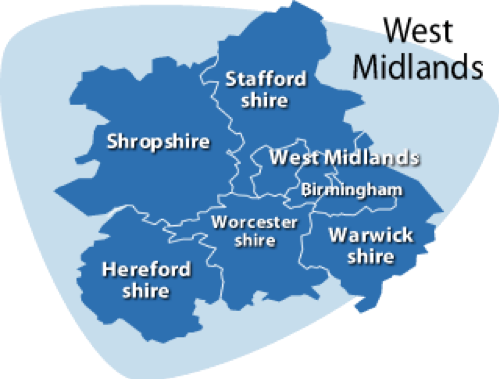 West
Midlands
Stafford
shire
Shropshire
West Midlands
Birmingham
Worcester
shire
Warwick
shire
Hereford
shire